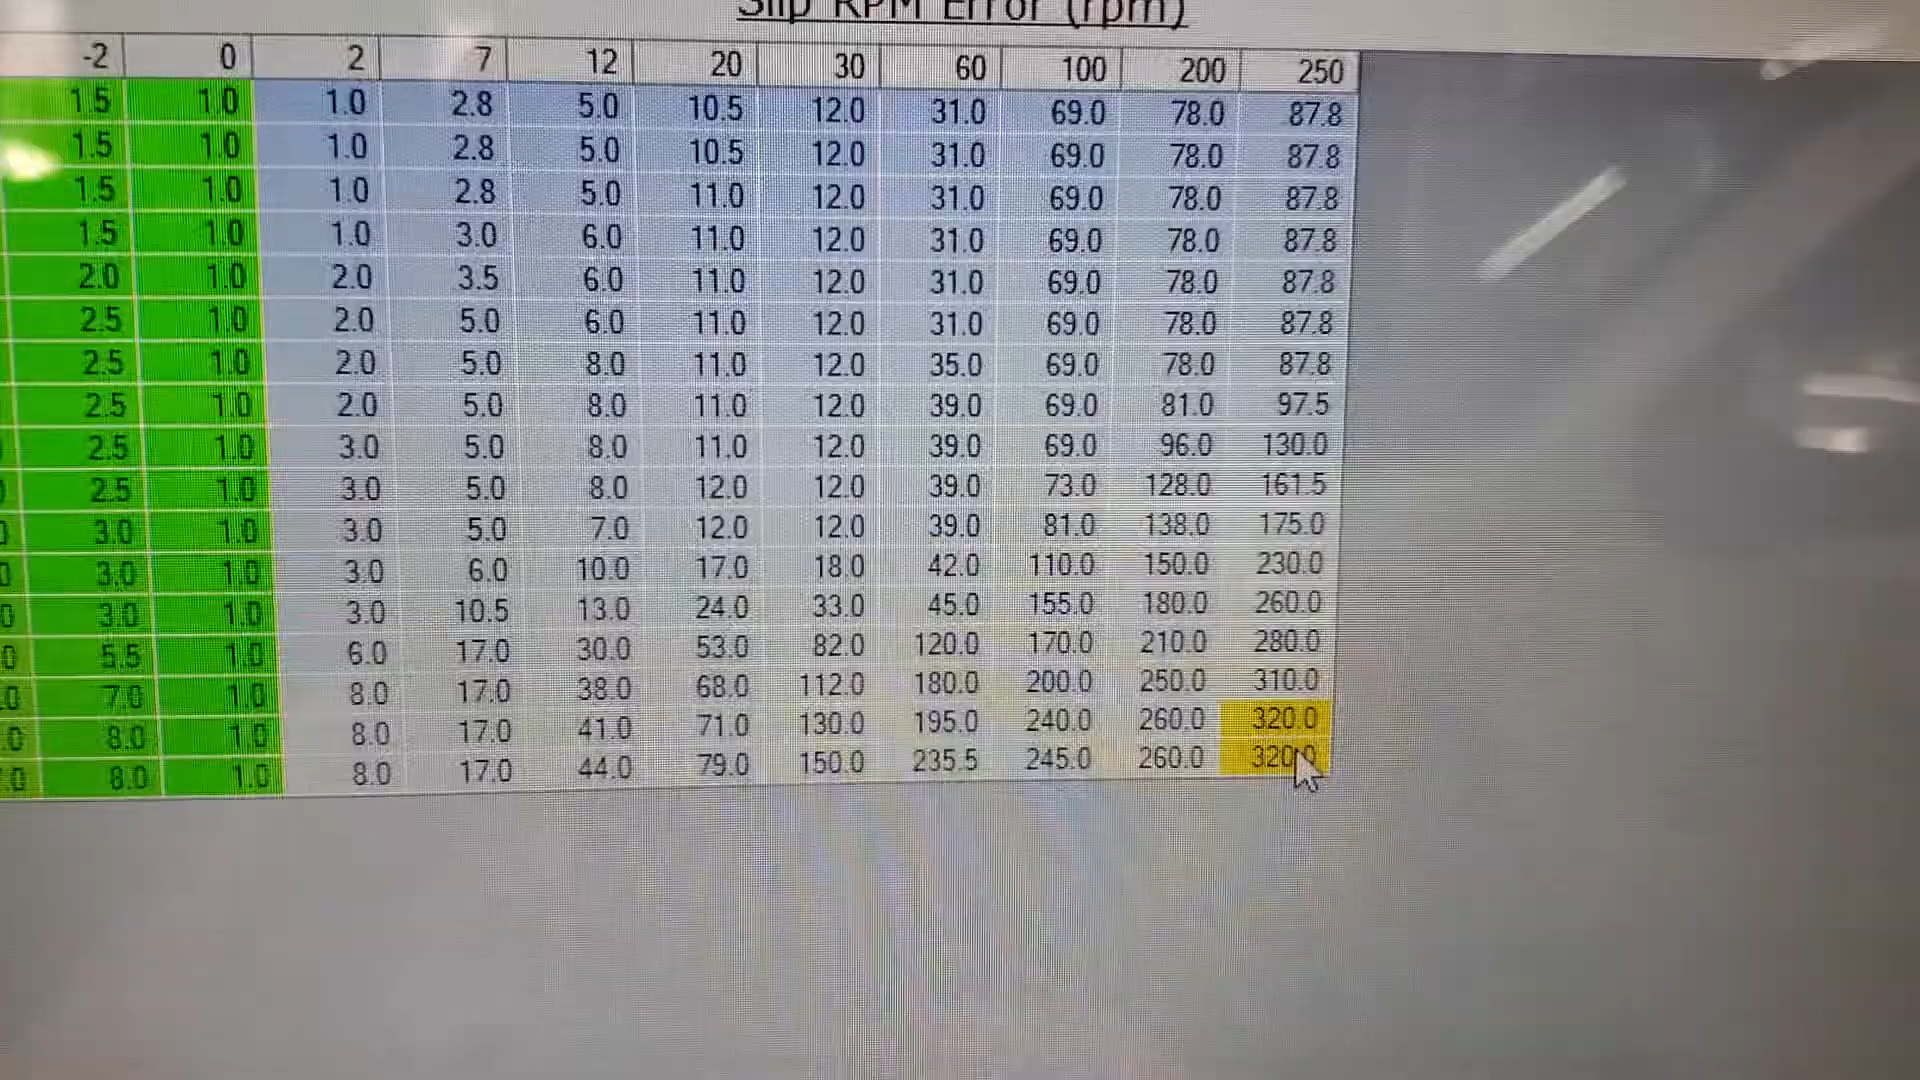 Slip RPM Error (rpm)
-2 0 2 7 12 20 30 60 100 200 250
1.5 1.0 1.0 2.8 5.0 10.5 12.0 31.0 69.0 78.0 87.8
1.5 1.0 1.0 2.8 5.0 10.5 12.0 31.0 69.0 78.0 87.8
1.5 1.0 1.0 2.8 5.0 11.0 12.0 31.0 69.0 78.0 87.8
1.5 1.0 1.0 3.0 6.0 11.0 12.0 31.0 69.0 78.0 87.8
2.0 1.0 2.0 3.5 6.0 11.0 12.0 31.0 69.0 78.0 87.8
2.5 1.0 2.0 5.0 6.0 11.0 12.0 31.0 69.0 78.0 87.8
2.5 1.0 2.0 5.0 8.0 11.0 12.0 35.0 69.0 78.0 87.8
2.5 1.0 2.0 5.0 8.0 11.0 12.0 39.0 69.0 81.0 97.5
2.5 1.0 3.0 5.0 8.0 11.0 12.0 39.0 69.0 96.0 130.0
2.5 1.0 3.0 5.0 8.0 12.0 12.0 39.0 73.0 128.0 161.5
3.0 1.0 3.0 5.0 7.0 12.0 12.0 39.0 81.0 138.0 175.0
3.0 1.0 3.0 6.0 10.0 17.0 18.0 42.0 110.0 150.0 230.0
3.0 1.0 3.0 10.5 13.0 24.0 33.0 45.0 155.0 180.0 260.0
5.5 1.0 6.0 17.0 30.0 53.0 82.0 120.0 170.0 210.0 280.0
7.0 1.0 8.0 17.0 38.0 68.0 112.0 180.0 200.0 250.0 310.0
8.0 1.0 8.0 17.0 41.0 71.0 130.0 195.0 240.0 260.0 320.0
8.0 1.0 8.0 17.0 44.0 79.0 150.0 235.5 245.0 260.0 320.0